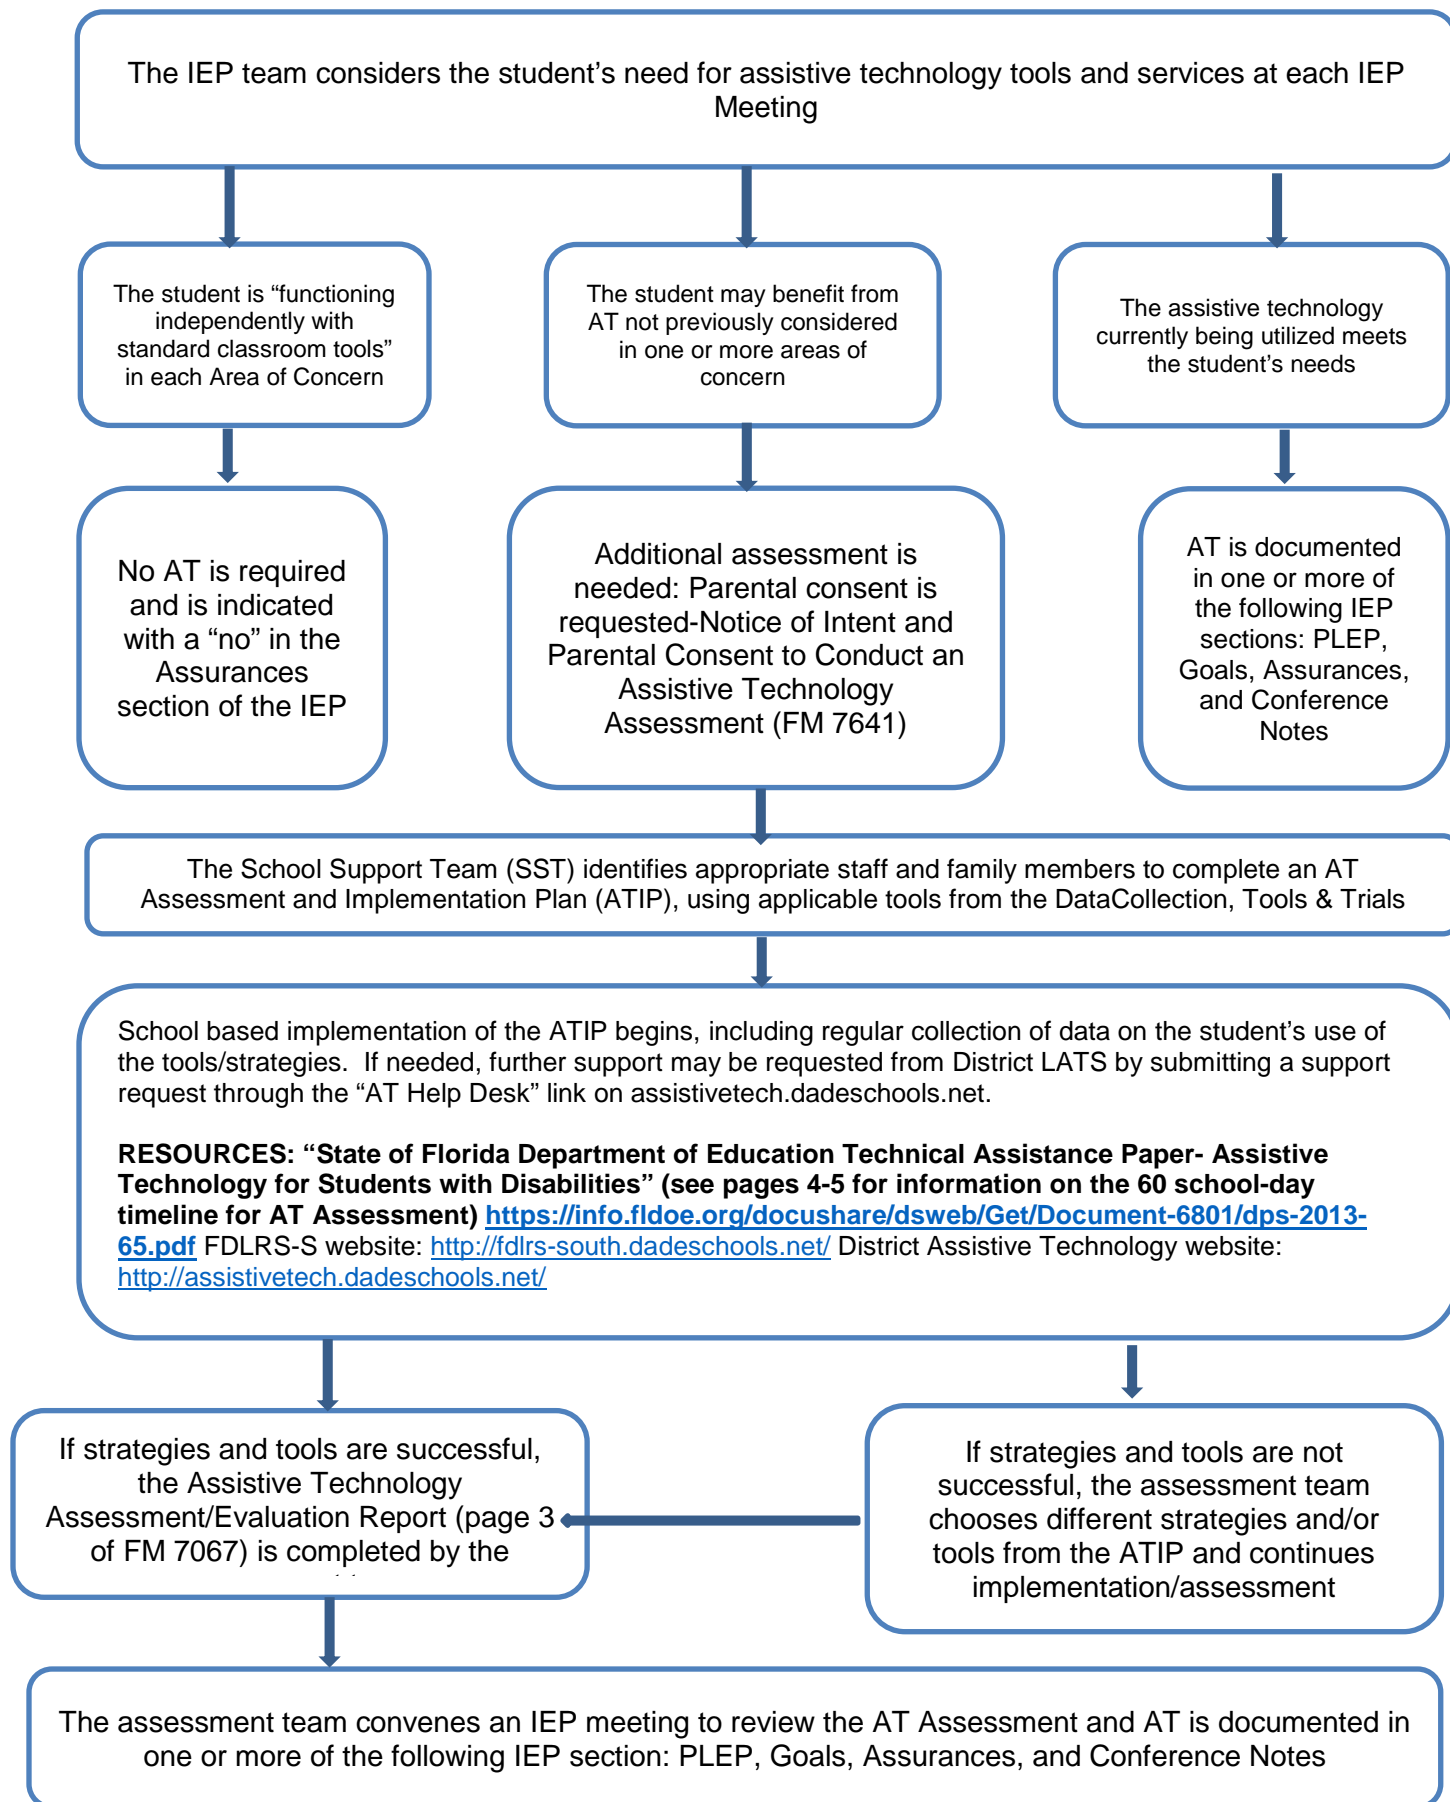 The IEP team considers the student’s need for assistive technology tools and services at each IEP
Meeting
The student is “functioning
independently with
standard classroom tools”
in each Area of Concern
The student may benefit from
AT not previously considered
in one or more areas of
concern
The assistive technology
currently being utilized meets
the student’s needs
No AT is required
and is indicated
with a “no” in the
Assurances
section of the IEP
Additional assessment is
needed: Parental consent is
requested-Notice of Intent and
Parental Consent to Conduct an
Assistive Technology
Assessment (FM 7641)
AT is documented
in one or more of
the following IEP
sections: PLEP,
Goals, Assurances,
and Conference
Notes
The School Support Team (SST) identifies appropriate staff and family members to complete an AT
Assessment and Implementation Plan (ATIP), using applicable tools from the DataCollection, Tools & Trials
School based implementation of the ATIP begins, including regular collection of data on the student’s use of
the tools/strategies.  If needed, further support may be requested from District LATS by submitting a support
request through the “AT Help Desk” link on assistivetech.dadeschools.net.
RESOURCES: “State of Florida Department of Education Technical Assistance Paper- Assistive
Technology for Students with Disabilities” (see pages 4-5 for information on the 60 school-day
timeline for AT Assessment) https://info.fldoe.org/docushare/dsweb/Get/Document-6801/dps-2013-
65.pdf FDLRS-S website: http://fdlrs-south.dadeschools.net/ District Assistive Technology website:
http://assistivetech.dadeschools.net/
If strategies and tools are successful,
the Assistive Technology
Assessment/Evaluation Report (page 3
of FM 7067) is completed by the
If strategies and tools are not
successful, the assessment team
chooses different strategies and/or
tools from the ATIP and continues
implementation/assessment
The assessment team convenes an IEP meeting to review the AT Assessment and AT is documented in
one or more of the following IEP section: PLEP, Goals, Assurances, and Conference Notes